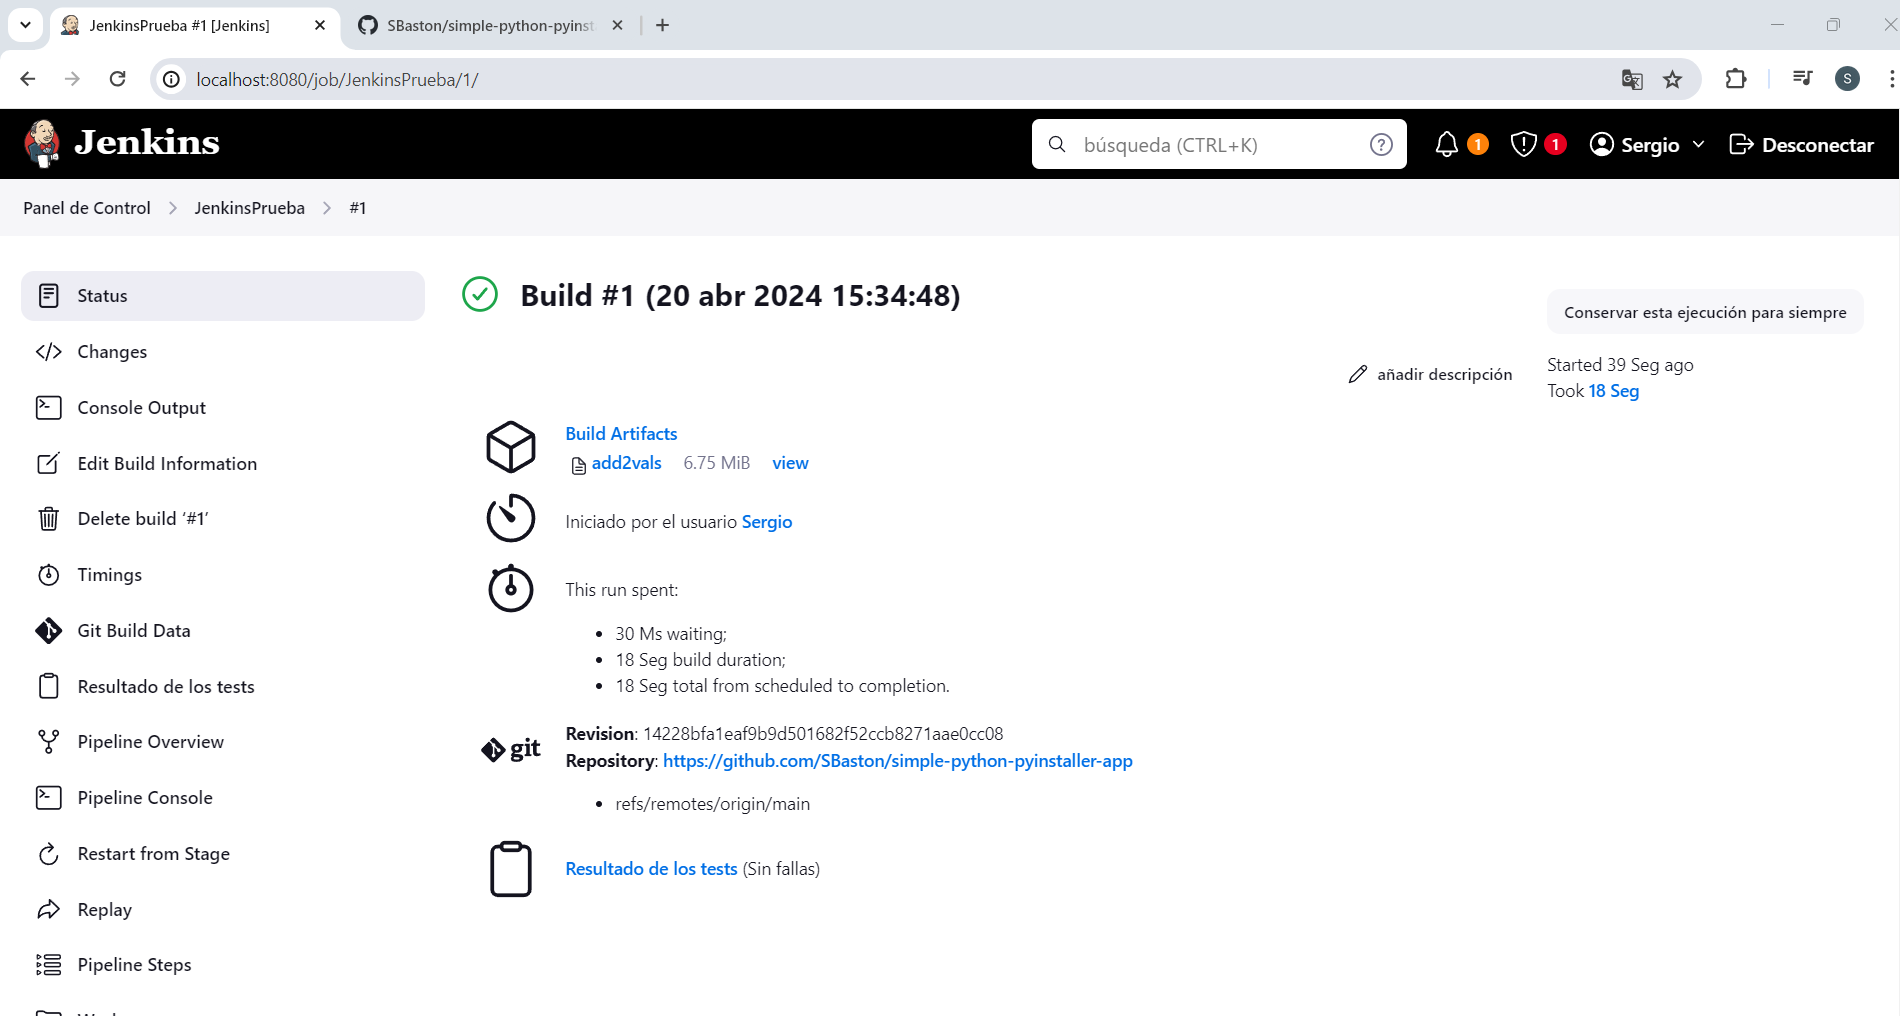 JenkinsPrueba #1 [Jenkins]
SBaston/simple-python-pyinst
localhost:8080/job/JenkinsPrueba/1/
S
Jenkins
búsqueda (CTRL+K)
1
1
Sergio
Desconectar
Panel de Control
JenkinsPrueba
#1
Status
Changes
Console Output
Edit Build Information
Delete build ‘#1’
Timings
Git Build Data
Resultado de los tests
Pipeline Overview
Pipeline Console
Restart from Stage
Replay
Pipeline Steps
Build #1 (20 abr 2024 15:34:48)
Conservar esta ejecución para siempre
añadir descripción
Started 39 Seg ago
Took 18 Seg
Build Artifacts
add2vals 6.75 MiB view
Iniciado por el usuario Sergio
This run spent:
• 30 Ms waiting;
• 18 Seg build duration;
• 18 Seg total from scheduled to completion.
git
Revision: 14228bfa1eaf9b9d501682f52ccb8271aae0cc08
Repository: https://github.com/SBaston/simple-python-pyinstaller-app
• refs/remotes/origin/main
Resultado de los tests (Sin fallas)